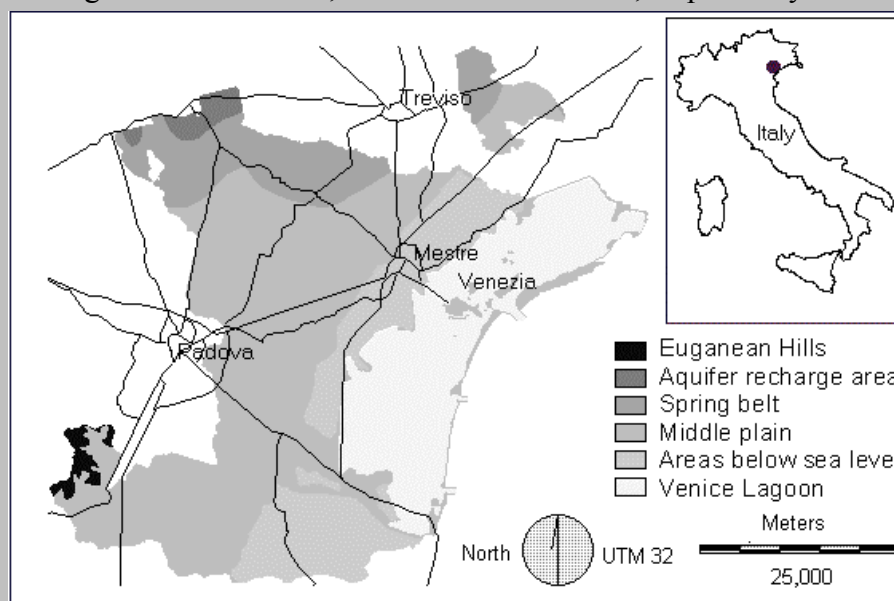 Treviso
Italy
Mestre
Venezia
Padova
Euganean Hills
Aquifer recharge area
Spring belt
Middle plain
Areas below sea leve
Venice Lagoon
Meters
North
UTM 32
25,000